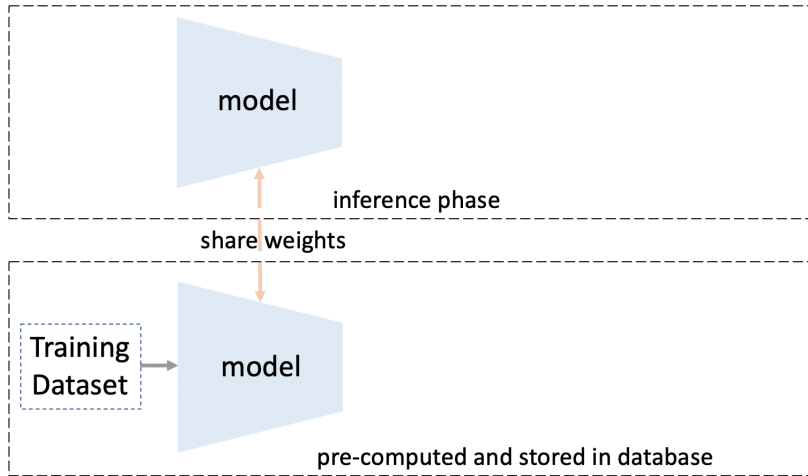 model
inference phase
share weights
Training
Dataset
model
pre-computed and stored in database